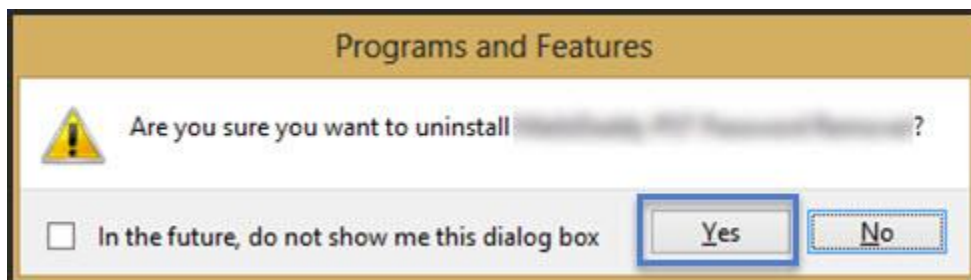 Programs and Features
Are you sure you want to uninstall ?
In the future, do not show me this dialog box
Yes
No